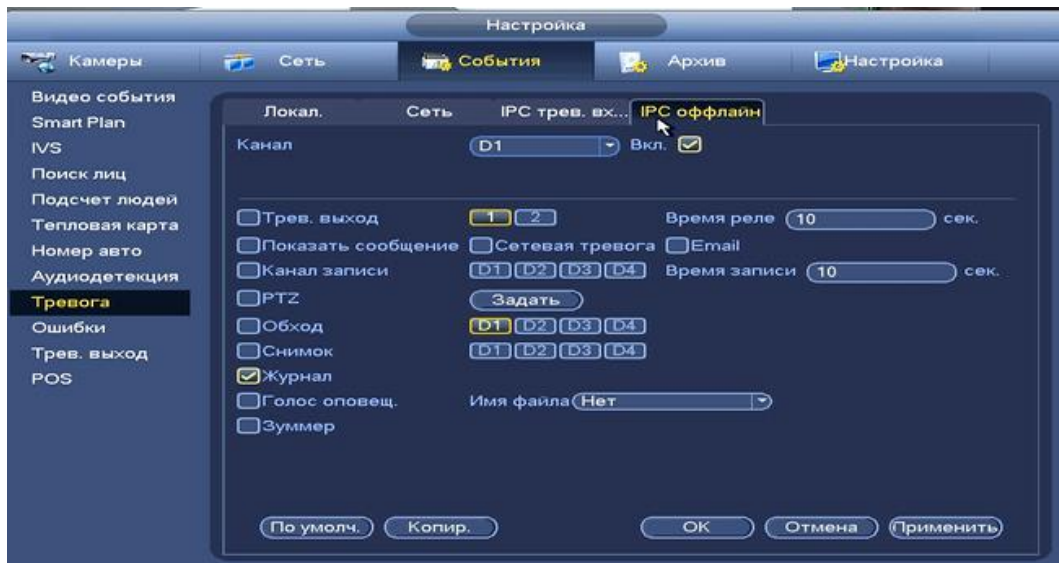 Настройка
Камеры Сеть События Архив Настройка
Видео события
Smart Plan
IVS
Поиск лиц
Подсчет людей
Тепловая карта
Номер авто
Аудиодетекция
Тревога
Ошибки
Трев. выход
POS
Локал. Сеть IPC трев. вх... IPC оффлайн
Канал D1 Вкл.
Трев. выход 1 2 Время реле 10 сек.
Показать сообщение Сетевая тревога Email
Канал записи D1 D2 D3 D4 Время записи 10 сек.
PTZ Задать
Обход D1 D2 D3 D4
Снимок D1 D2 D3 D4
Журнал
Голос оповещ. Имя файла Нет
Зуммер
По умолч. Копир. OK Отмена Применить